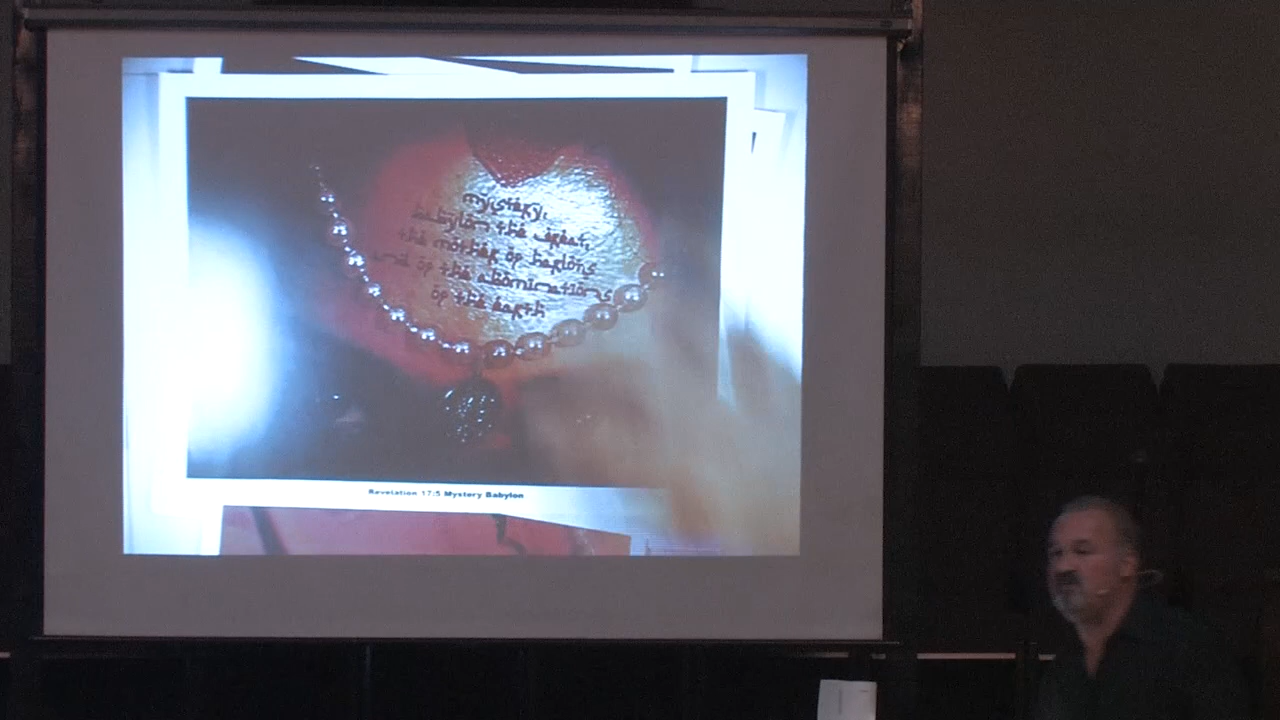 mystery,
babylon the great,
the mother of harlots
and of the abominations
of the earth
Revelation 17:5 Mystery Babylon